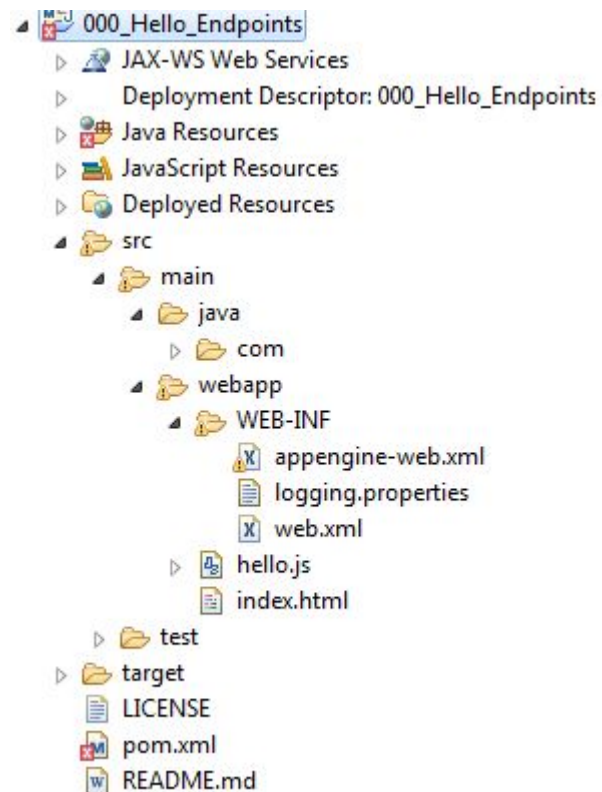 000_Hello_Endpoints
JAX-WS Web Services
Deployment Descriptor: 000_Hello_Endpoints
Java Resources
JavaScript Resources
Deployed Resources
src
main
java
com
webapp
WEB-INF
appengine-web.xml
logging.properties
web.xml
hello.js
index.html
test
target
LICENSE
pom.xml
README.md